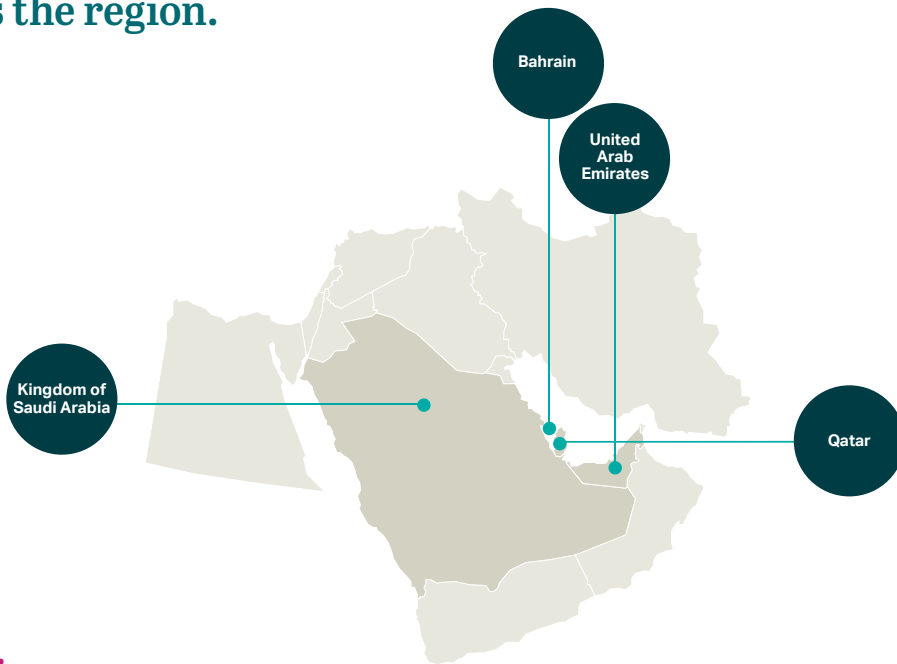 s the region.
Bahrain
United
Arab
Emirates
Kingdom of
Saudi Arabia
Qatar